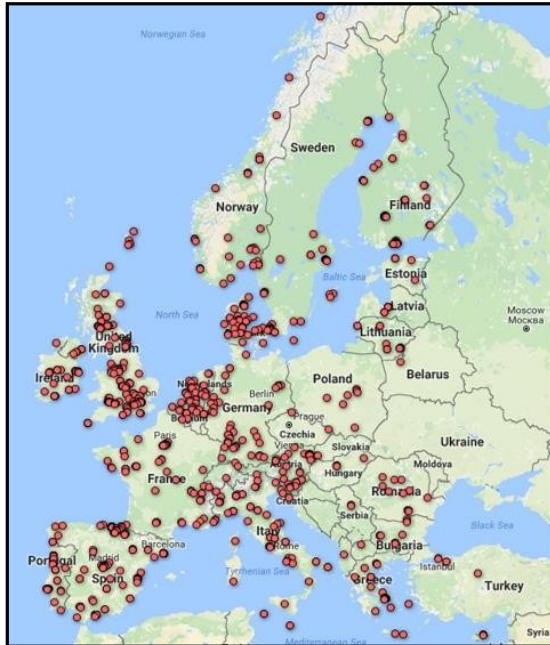 Norwegian Sea
Sweden
Finland
Norway
Estonia
Baltic Sea
Latvia
Moscow
Москва
North Sea
United
Kingdom
Lithuania
Ireland
Belarus
Berlin
Poland
Germany
Prague
Paris
Czechia
Ukraine
Vienna
Slovakia
Austria
Moldova
Hungary
France
Croatia
Serbia
Black Sea
Italy
Bulgaria
Barcelona
Rome
Istanbul
Portugal
Madrid
Spain
Tyrrhenian Sea
Greece
Turkey
Syria
Mediterranean Sea